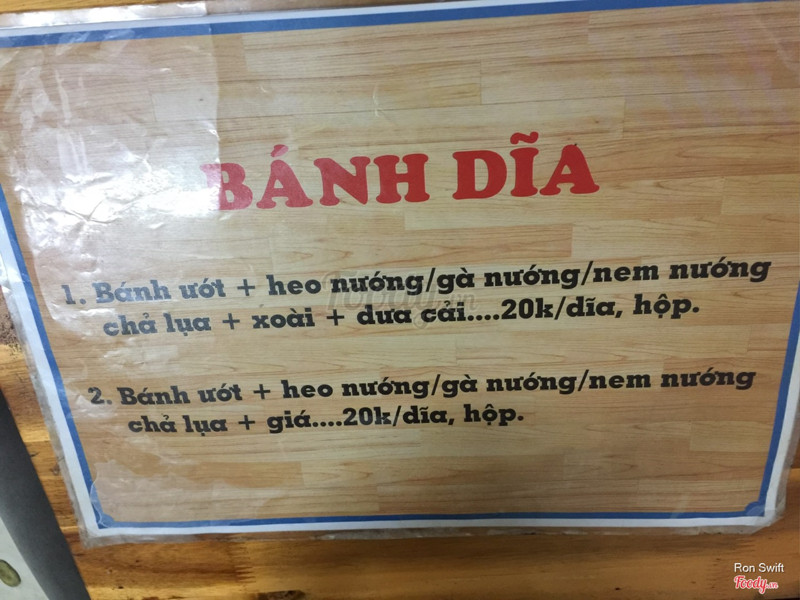 BÁNH DĨA
1. Bánh ướt + heo nướng/gà nướng/nem nướng
chả lụa + xoài + dưa cải....20k/dĩa, hộp.
2. Bánh ướt + heo nướng/gà nướng/nem nướng
chả lụa + giá....20k/dĩa, hộp.
Foody.vn
Ron Swift
Foody.vn